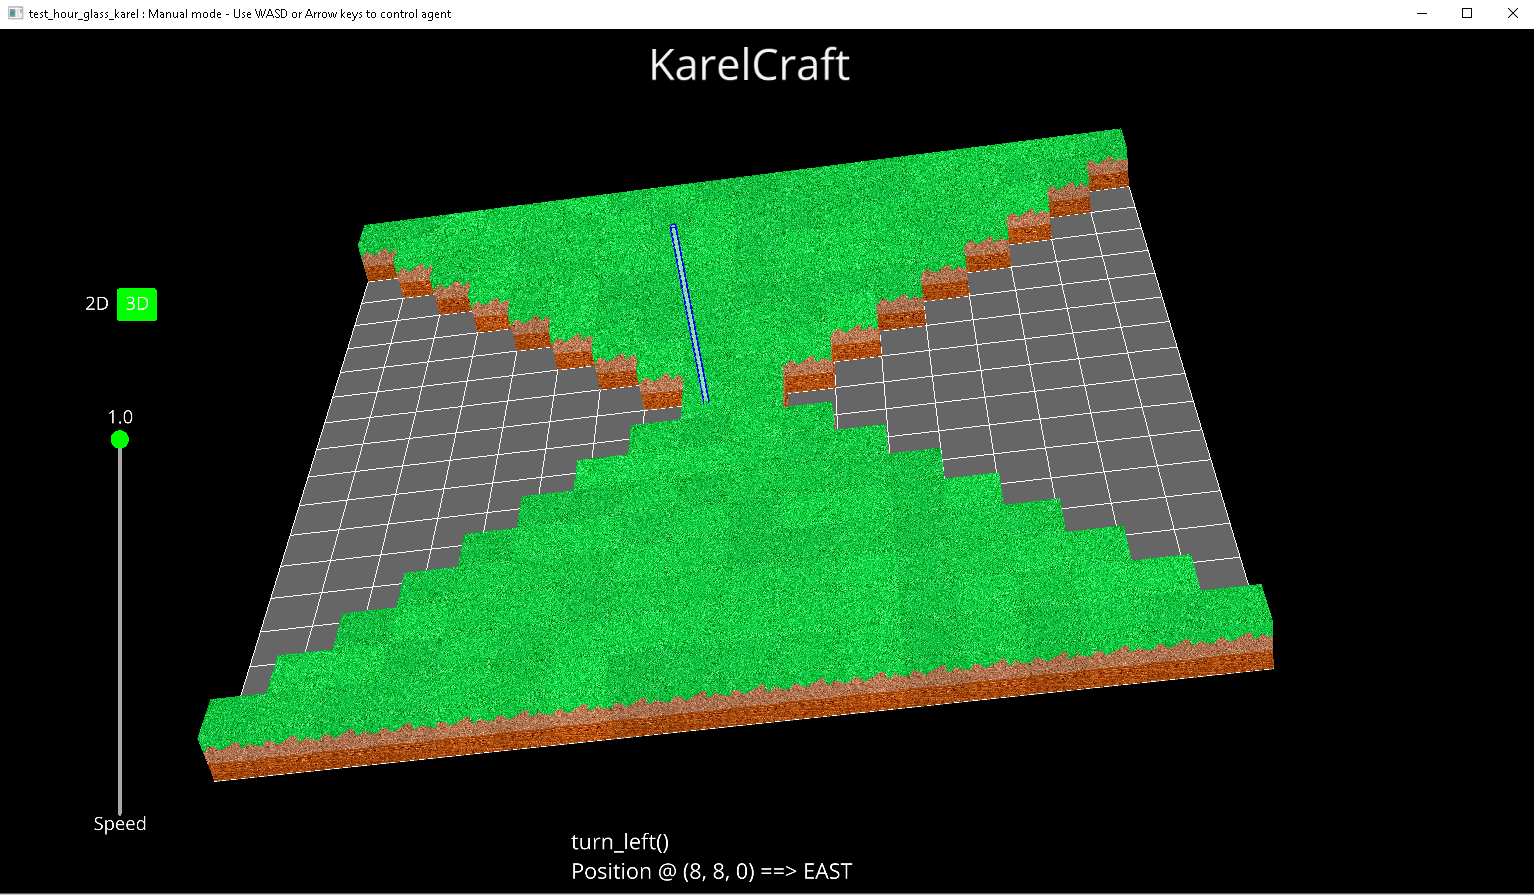 test_hour_glass_karel : Manual mode - Use WASD or Arrow keys to control agent
KarelCraft
2D 3D
1.0
Speed
turn_left()
Position @ (8, 8, 0) ==> EAST